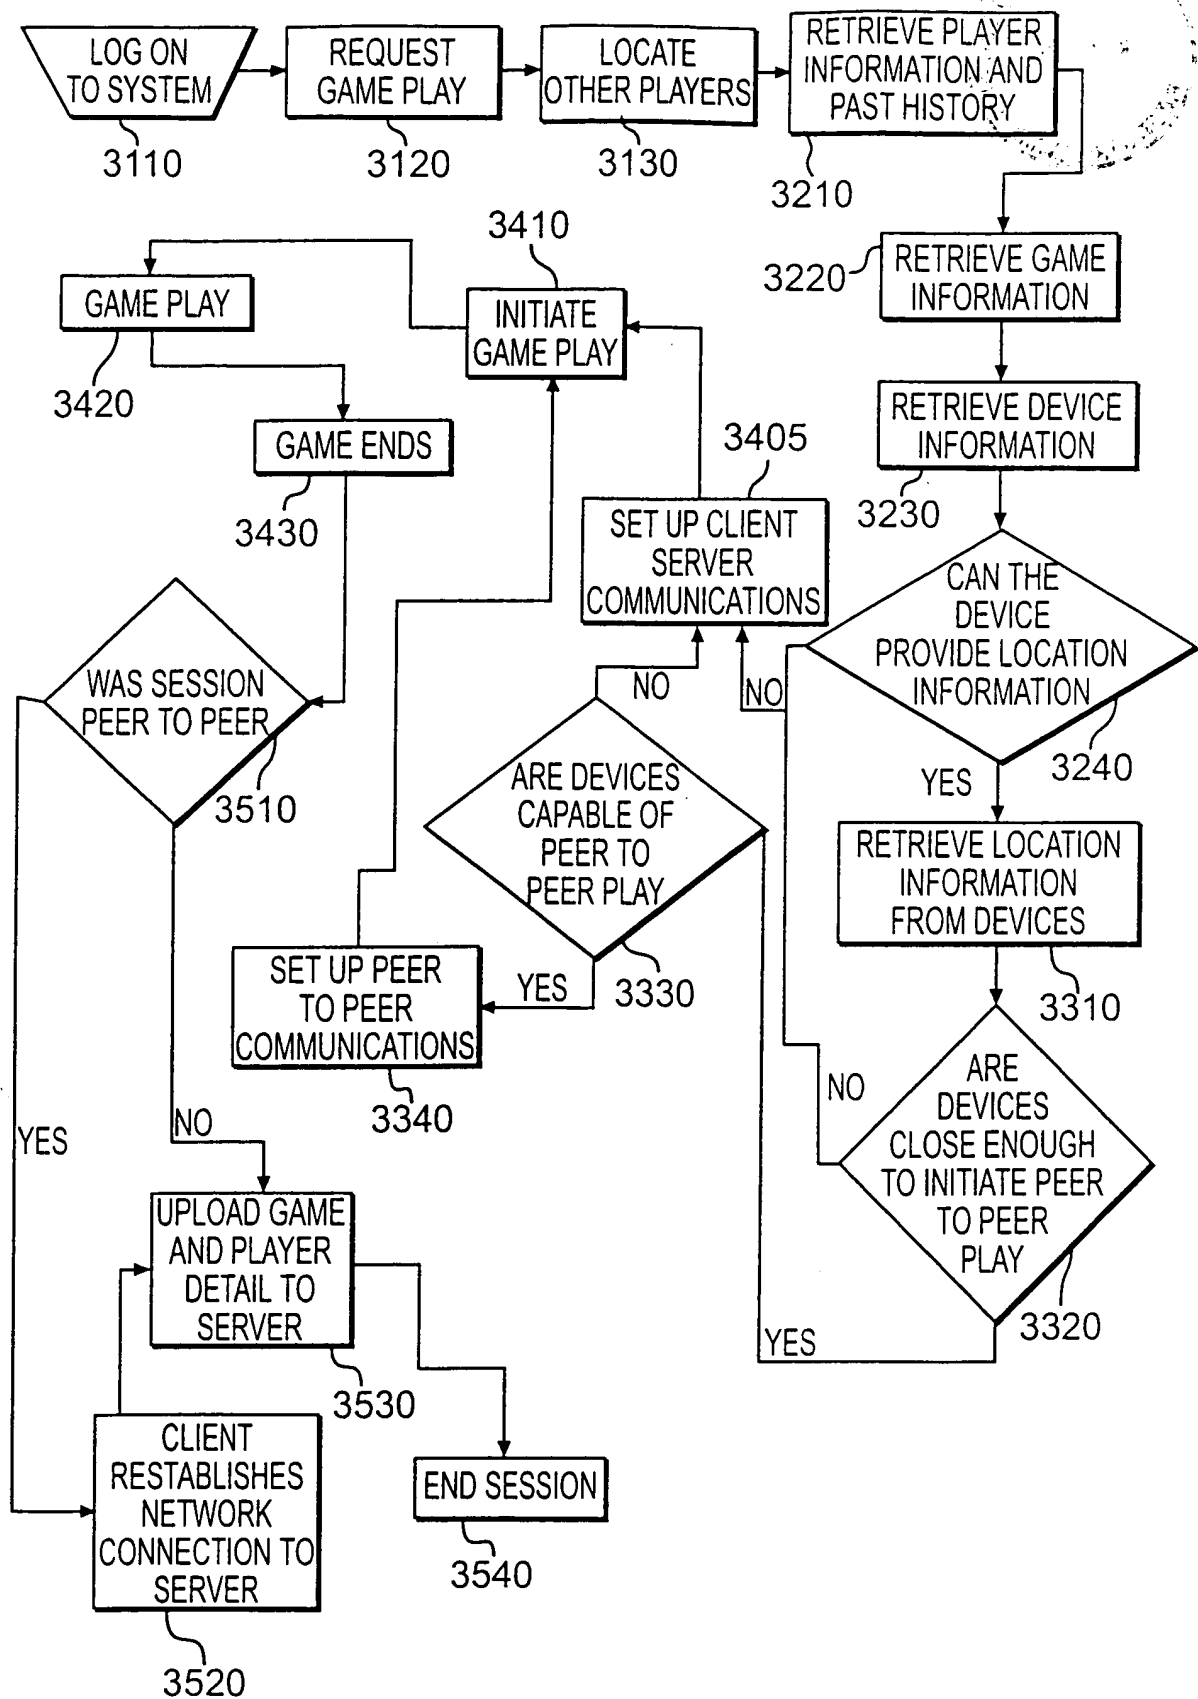 LOG ON
TO SYSTEM
3110
REQUEST
GAME PLAY
3120
LOCATE
OTHER PLAYERS
3130
RETRIEVE PLAYER
INFORMATION AND
PAST HISTORY
3210
RETRIEVE GAME
INFORMATION
3220
RETRIEVE DEVICE
INFORMATION
3230
CAN THE
DEVICE
PROVIDE LOCATION
INFORMATION
3240
NO
YES
RETRIEVE LOCATION
INFORMATION
FROM DEVICES
3310
ARE
DEVICES
CLOSE ENOUGH
TO INITIATE PEER
TO PEER
PLAY
3320
NO
YES
ARE DEVICES
CAPABLE OF
PEER TO
PEER PLAY
3330
NO
YES
SET UP PEER
TO PEER
COMMUNICATIONS
3340
3405
SET UP CLIENT
SERVER
COMMUNICATIONS
3410
INITIATE
GAME PLAY
GAME PLAY
3420
GAME ENDS
3430
WAS SESSION
PEER TO PEER
3510
NO
YES
UPLOAD GAME
AND PLAYER
DETAIL TO
SERVER
3530
CLIENT
RESTABLISHES
NETWORK
CONNECTION TO
SERVER
3520
END SESSION
3540